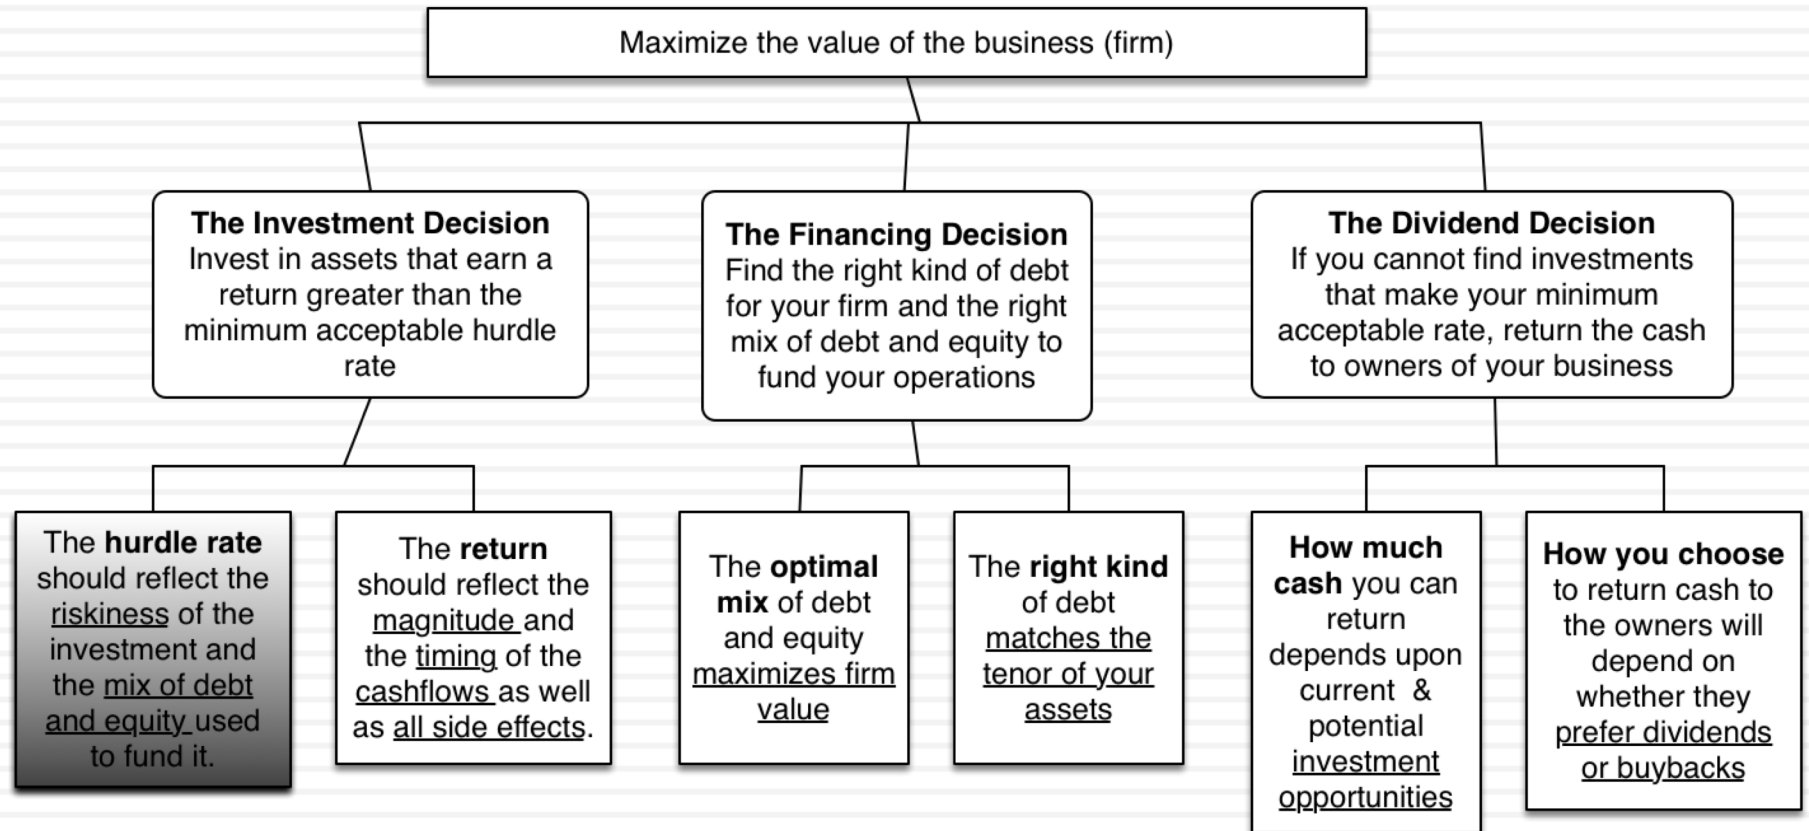 Maximize the value of the business (firm)
The Investment Decision
Invest in assets that earn a
return greater than the
minimum acceptable hurdle
rate
The Financing Decision
Find the right kind of debt
for your firm and the right
mix of debt and equity to
fund your operations
The Dividend Decision
If you cannot find investments
that make your minimum
acceptable rate, return the cash
to owners of your business
The hurdle rate
should reflect the
riskiness of the
investment and
the mix of debt
and equity used
to fund it.
The return
should reflect the
magnitude and
the timing of the
cashflows as well
as all side effects.
The optimal
mix of debt
and equity
maximizes firm
value
The right kind
of debt
matches the
tenor of your
assets
How much
cash you can
return
depends upon
current &
potential
investment
opportunities
How you choose
to return cash to
the owners will
depend on
whether they
prefer dividends
or buybacks